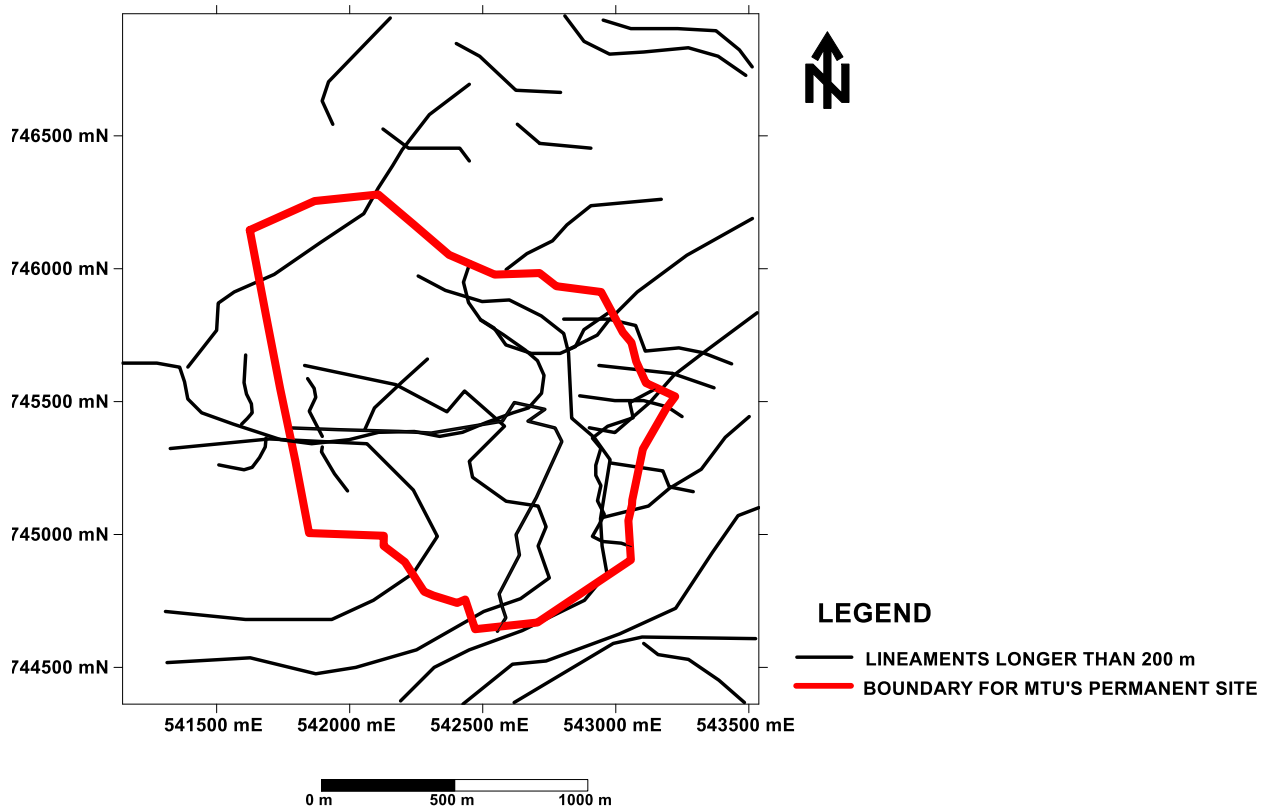 N
746500 mN
746000 mN
745500 mN
745000 mN
744500 mN
541500 mE 542000 mE 542500 mE 543000 mE 543500 mE
LEGEND
LINEAMENTS LONGER THAN 200 m
BOUNDARY FOR MTU'S PERMANENT SITE
0 m 500 m 1000 m